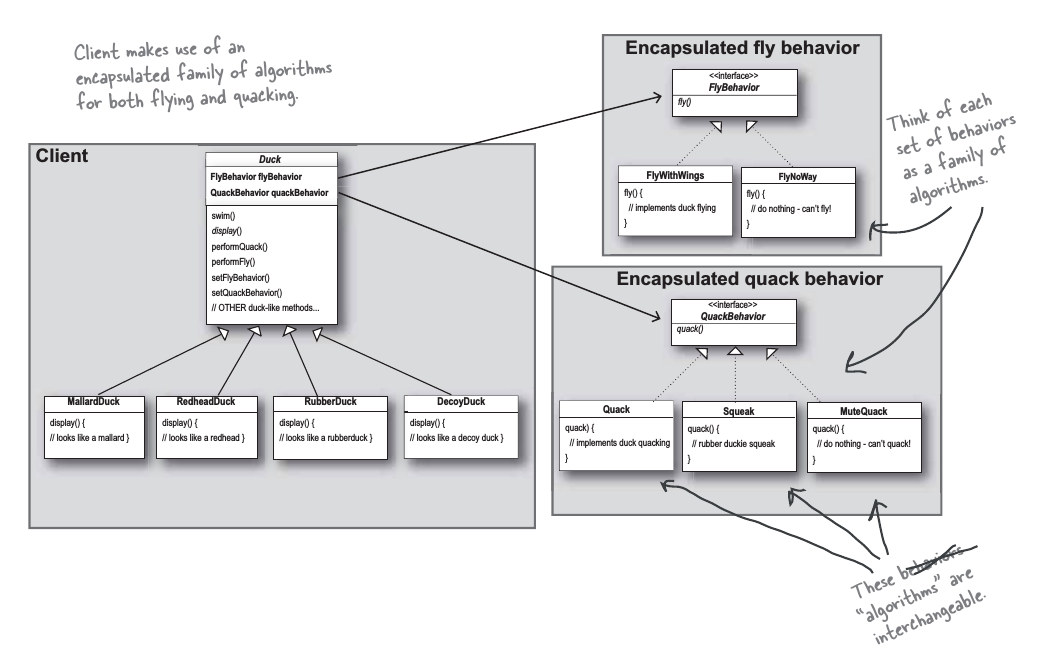 Client makes use of an
encapsulated family of algorithms
for both flying and quacking.
Client
Duck
FlyBehavior flyBehavior
QuackBehavior quackBehavior
swim()
display()
performQuack()
performFly()
setFlyBehavior()
setQuackBehavior()
// OTHER duck-like methods...
MallardDuck
display() {
// looks like a mallard }
RedheadDuck
display() {
// looks like a redhead }
RubberDuck
display() {
// looks like a rubberduck }
DecoyDuck
display() {
// looks like a decoy duck }
Encapsulated fly behavior
<<interface>>
FlyBehavior
fly()
FlyWithWings
fly() {
// implements duck flying
}
FlyNoWay
fly() {
// do nothing - can't fly!
}
Think of each
set of behaviors
as a family of
algorithms.
Encapsulated quack behavior
<<interface>>
QuackBehavior
quack()
Quack
quack) {
// implements duck quacking
}
Squeak
quack() {
// rubber duckie squeak
}
MuteQuack
quack() {
// do nothing - can't quack!
}
These behaviors
“algorithms” are
interchangeable.